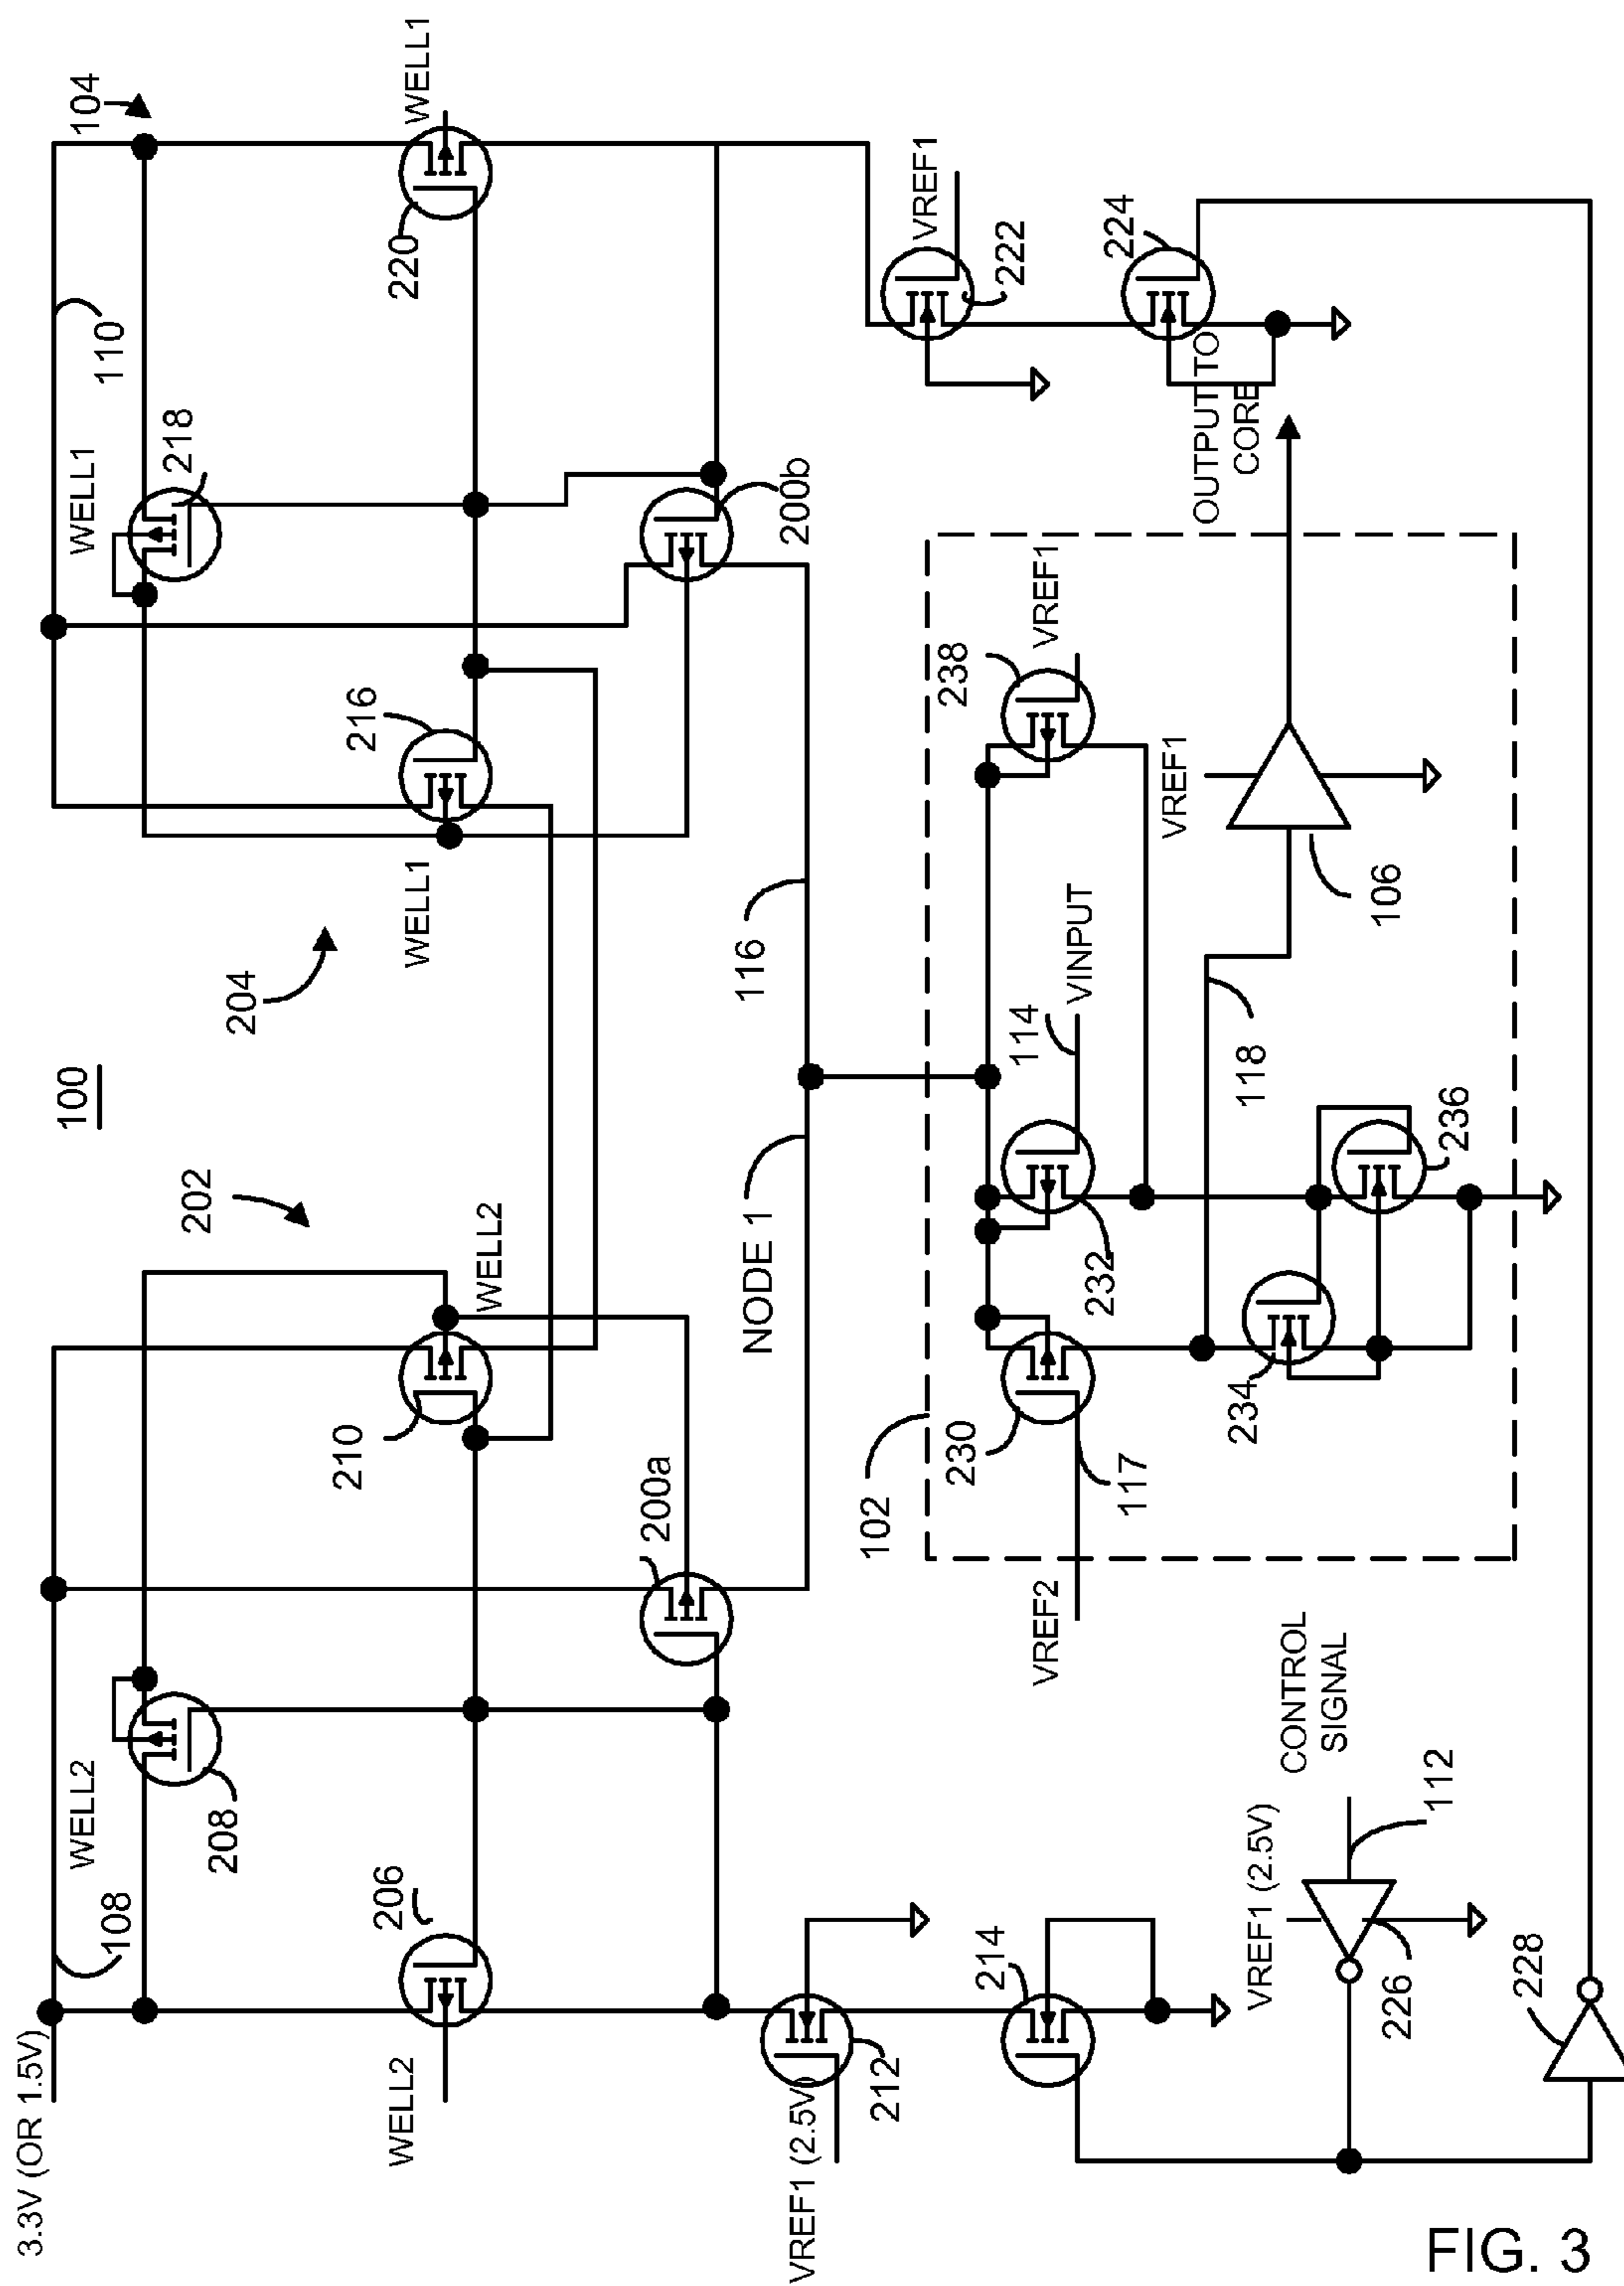 100
202
204
104
3.3V (OR 1.5V)
108
110
WELL2
WELL1
208
218
206
210
216
220
WELL2
WELL2
WELL1
WELL1
200a
200b
NODE 1
116
VREF1 (2.5V)
212
VREF1
222
214
224
102
VREF2
117
230
232
114
VINPUT
238
VREF1
VREF1
118
106
234
236
OUTPUT TO
CORE
VREF1 (2.5V)
CONTROL
SIGNAL
112
226
228
FIG. 3